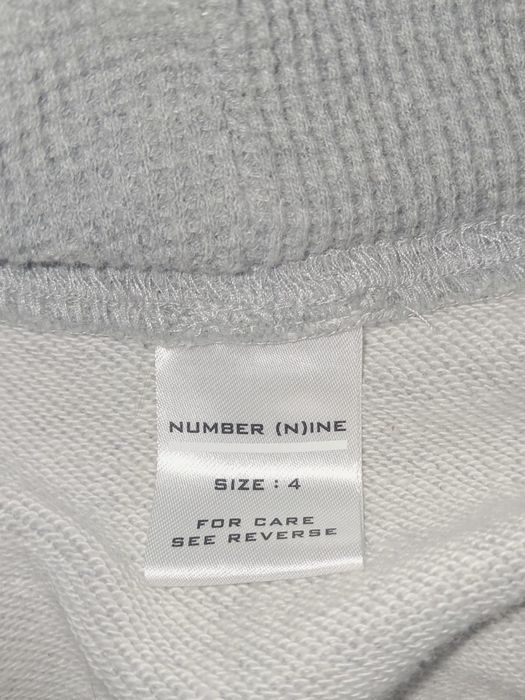 NUMBER (N)INE
SIZE : 4
FOR CARE
SEE REVERSE